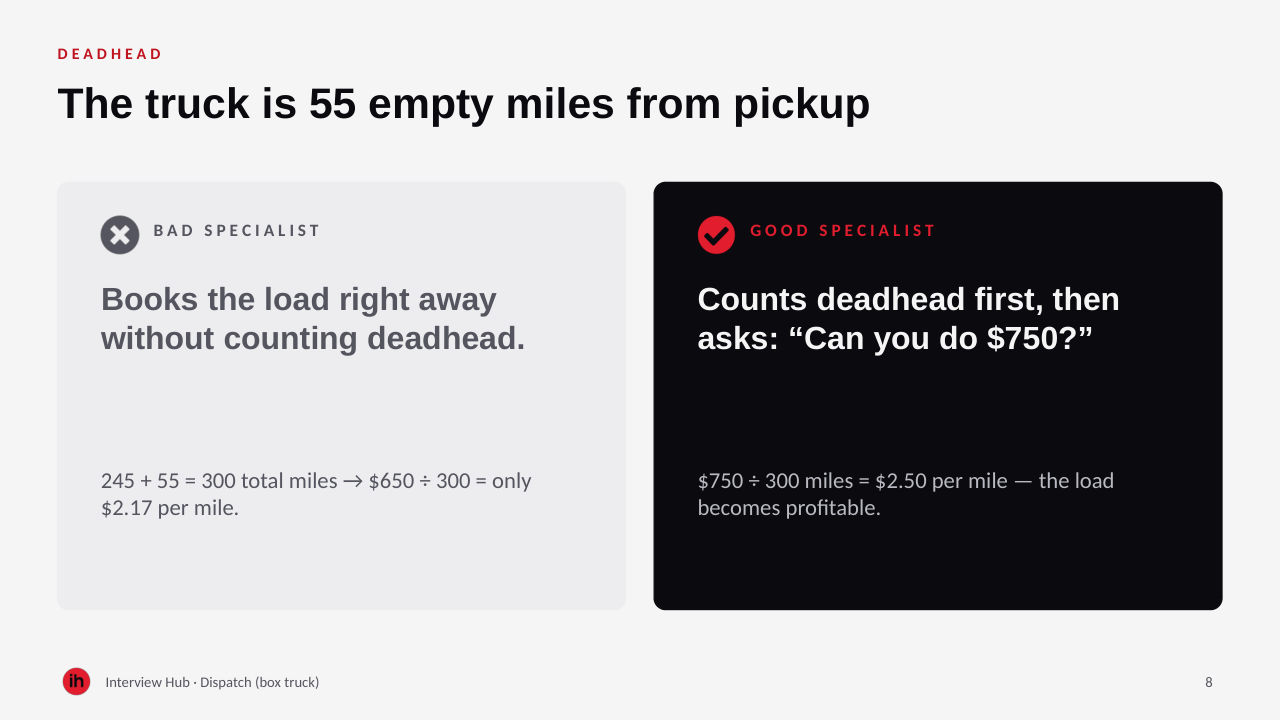 DEADHEAD
The truck is 55 empty miles from pickup
BAD SPECIALIST
Books the load right away
without counting deadhead.
245 + 55 = 300 total miles → $650 ÷ 300 = only
$2.17 per mile.
GOOD SPECIALIST
Counts deadhead first, then
asks: “Can you do $750?”
$750 ÷ 300 miles = $2.50 per mile — the load
becomes profitable.
ih
Interview Hub · Dispatch (box truck)
8